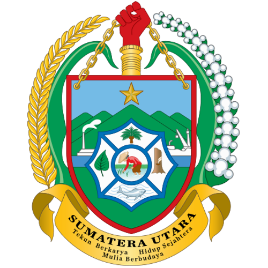 SUMATERA UTARA
Tekun Berkarya Hidup Sejahtera
Mulia Berbudaya